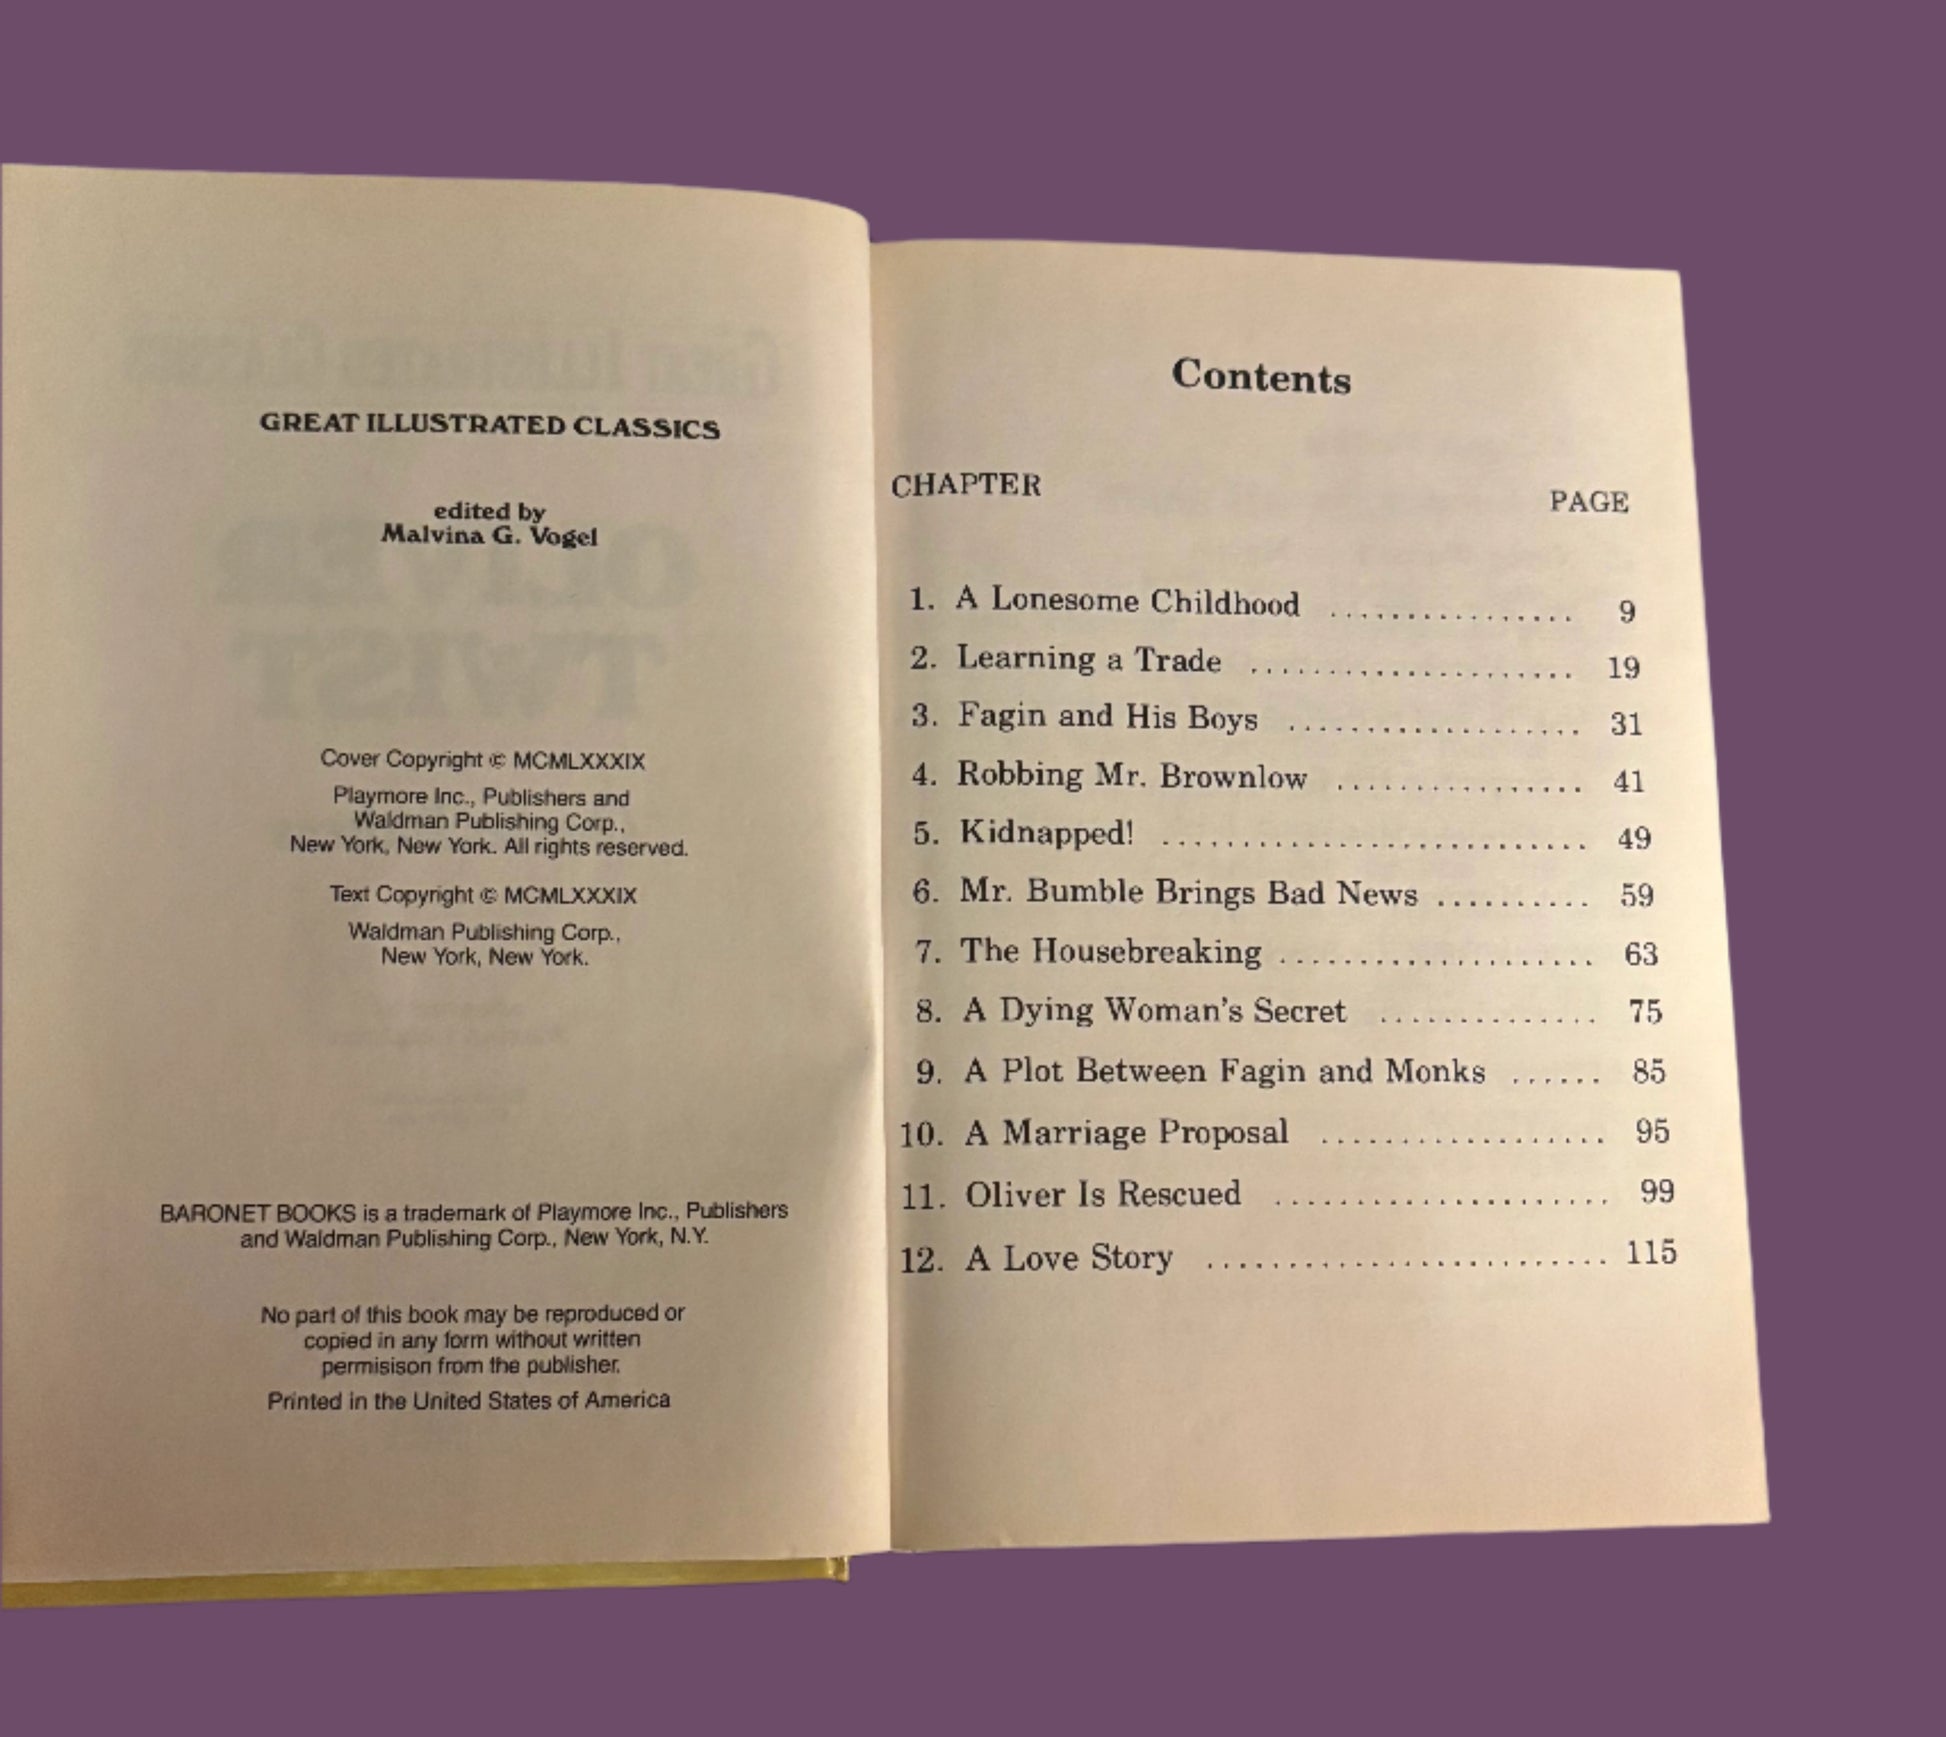 GREAT ILLUSTRATED CLASSICS
edited by
Malvina G. Vogel
Cover Copyright © MCMLXXXIX
Playmore Inc., Publishers and
Waldman Publishing Corp.,
New York, New York. All rights reserved.
Text Copyright © MCMLXXXIX
Waldman Publishing Corp.,
New York, New York.
BARONET BOOKS is a trademark of Playmore Inc., Publishers
and Waldman Publishing Corp., New York, N.Y.
No part of this book may be reproduced or
copied in any form without written
permisison from the publisher.
Printed in the United States of America
Contents
CHAPTER PAGE
1. A Lonesome Childhood ................ 9
2. Learning a Trade ..................... 19
3. Fagin and His Boys ................... 31
4. Robbing Mr. Brownlow ................ 41
5. Kidnapped! ........................... 49
6. Mr. Bumble Brings Bad News .......... 59
7. The Housebreaking .................... 63
8. A Dying Woman's Secret .............. 75
9. A Plot Between Fagin and Monks ...... 85
10. A Marriage Proposal .................. 95
11. Oliver Is Rescued ...................... 99
12. A Love Story .......................... 115